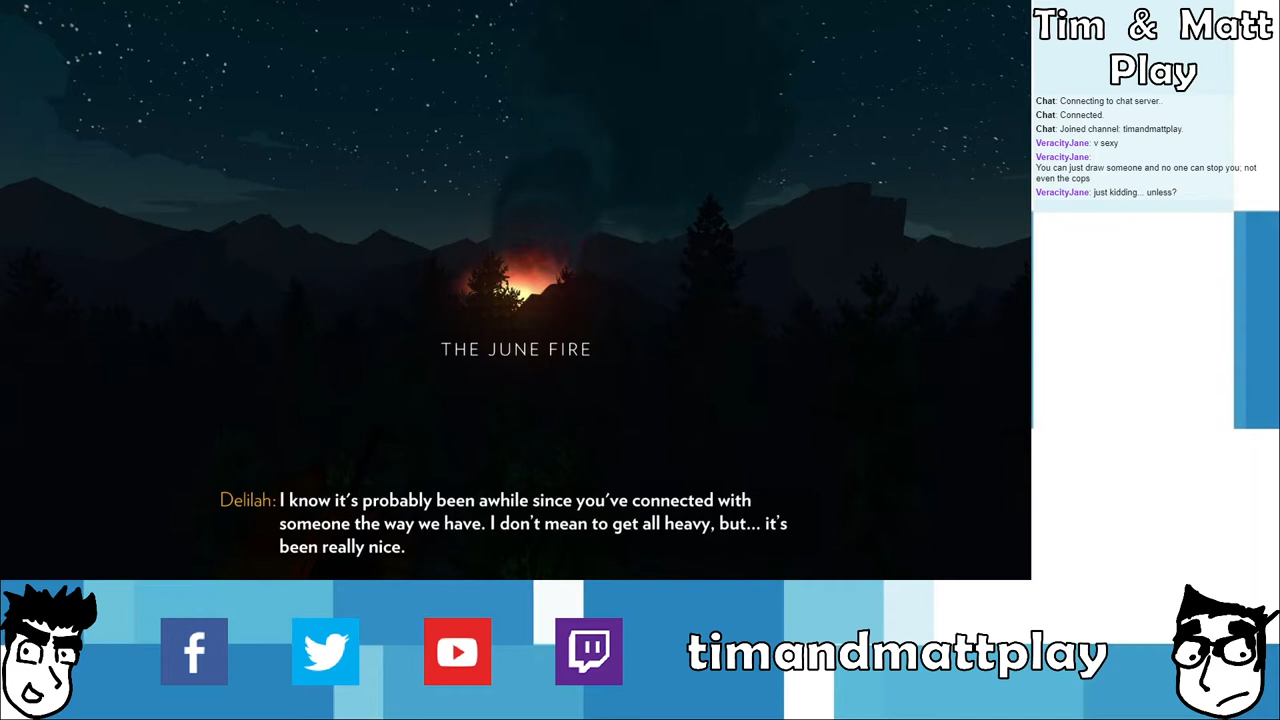 Tim & Matt
Play
Chat: Connecting to chat server..
Chat: Connected.
Chat: Joined channel: timandmattplay.
VeracityJane: v sexy
VeracityJane:
You can just draw someone and no one can stop you; not
even the cops
VeracityJane: just kidding... unless?
THE JUNE FIRE
Delilah: I know it's probably been awhile since you've connected with
someone the way we have. I don't mean to get all heavy, but... it's
been really nice.
timandmattplay